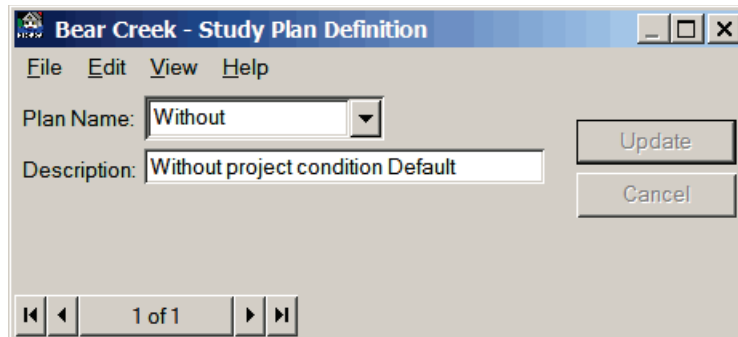 Bear Creek - Study Plan Definition
File Edit View Help
Plan Name: Without
Update
Description: Without project condition Default
Cancel
1 of 1